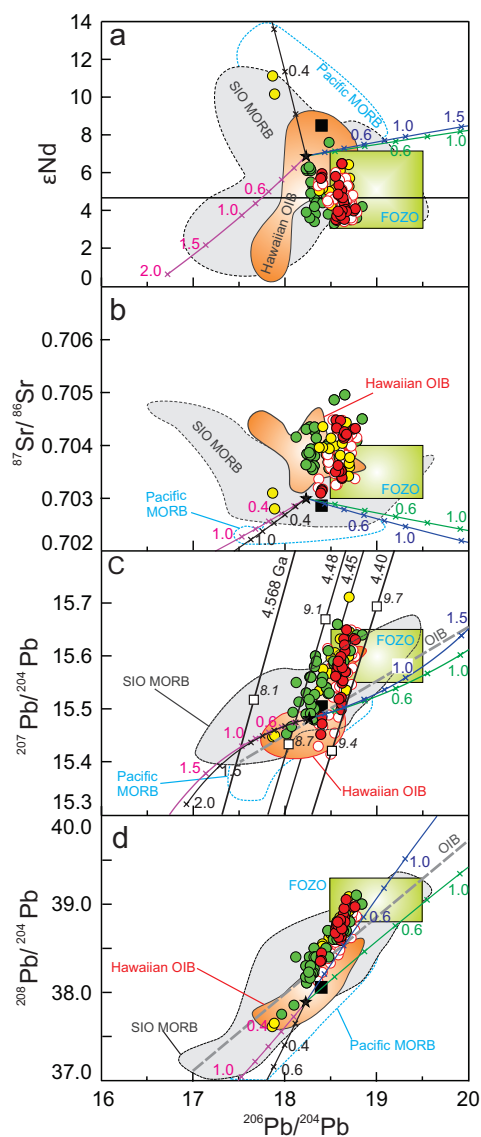 a
εNd
14
12
10
8
6
4
2
0
SIO MORB
Pacific MORB
Hawaiian OIB
FOZO
0.4
0.6
1.0
1.5
0.6
0.6
1.0
1.5
2.0
b
87Sr/ 86Sr
0.706
0.705
0.704
0.703
0.702
Hawaiian OIB
SIO MORB
FOZO
Pacific
MORB
0.4
0.4
1.0
1.0
0.6
0.6
1.0
1.0
c
207Pb/ 204Pb
15.7
15.6
15.5
15.4
15.3
4.568 Ga
4.48
4.45
4.40
9.1
9.7
8.1
8.7
9.4
FOZO
OIB
1.5
SIO MORB
1.0
0.6
1.0
0.6
1.0
1.5
1.5
2.0
Pacific
MORB
Hawaiian OIB
d
208Pb/ 204Pb
40.0
39.0
38.0
37.0
OIB
FOZO
1.0
1.0
0.6
0.6
Hawaiian OIB
SIO MORB
0.4
0.4
Pacific MORB
1.0
0.6
16
17
18
19
20
206Pb/204Pb